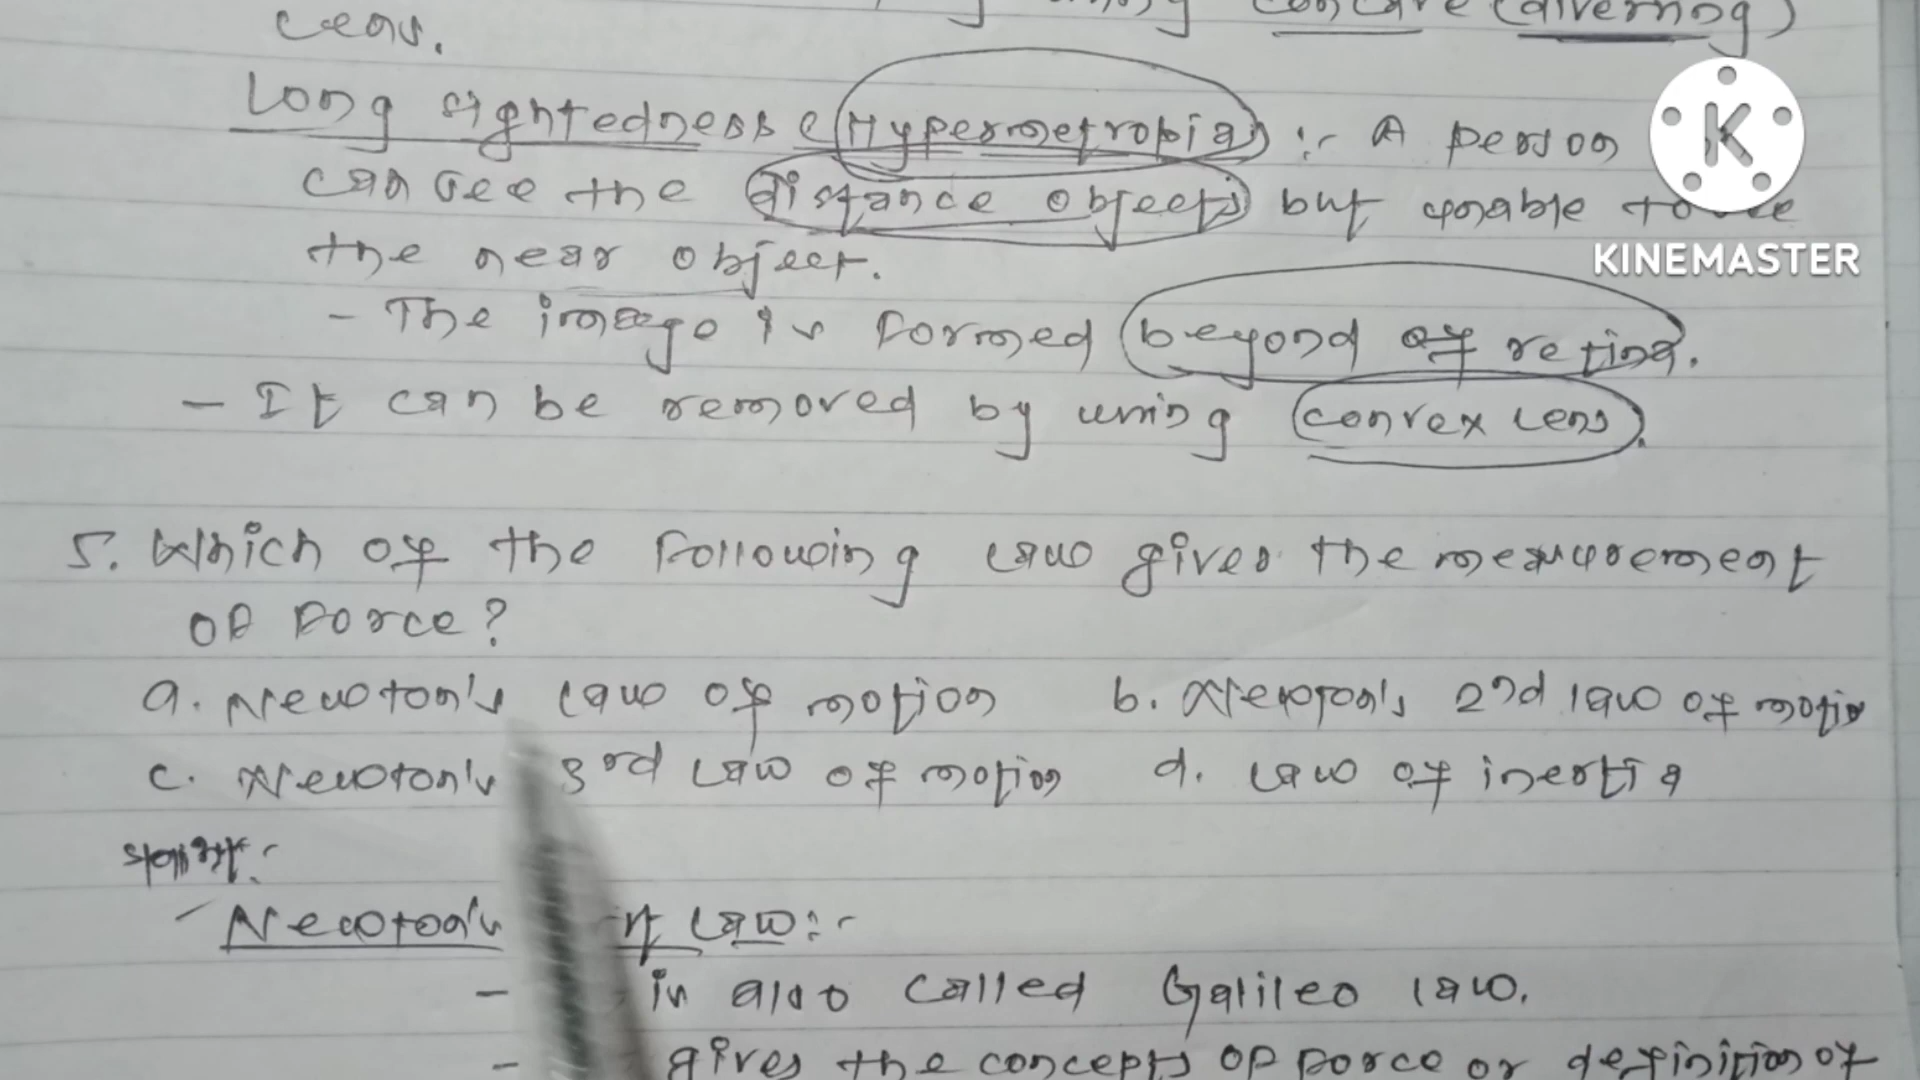 concave (diverning)
lens.
Long sightedness (Hypermetropia) :- A person
can see the distance objects but unable to see
the near object.
- The image is formed beyond of retina.
- It can be removed by using convex lens.
5. Which of the following law gives the measurement
of force?
a. Newton's law of motion b. Newton's 2nd law of motion
c. Newton's 3rd law of motion d. law of inertia
Newton's law :-
- is also called Galileo law.
- gives the concepts of force or definition of
K
KINEMASTER